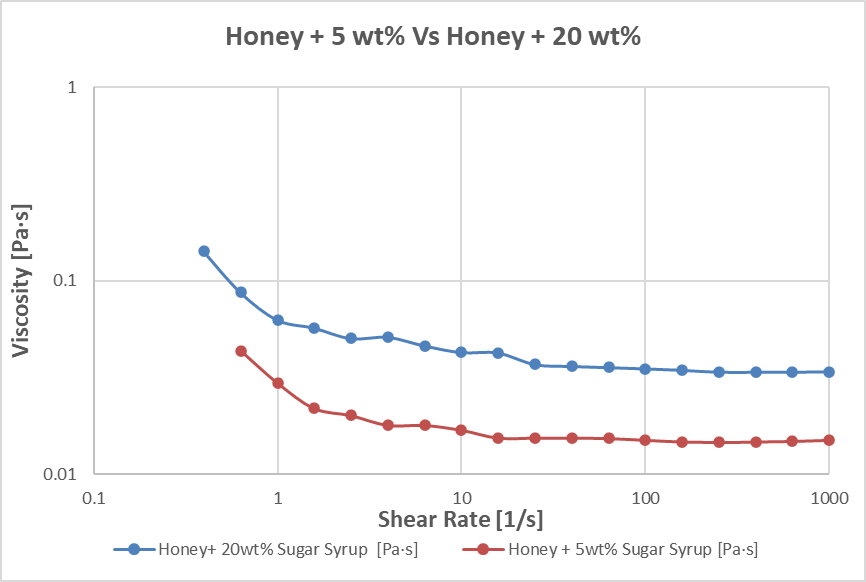 Honey + 5 wt% Vs Honey + 20 wt%
1
0.1
0.01
Viscosity [Pa·s]
0.1 1 10 100 1000
Shear Rate [1/s]
Honey+ 20wt% Sugar Syrup [Pa·s] Honey + 5wt% Sugar Syrup [Pa·s]